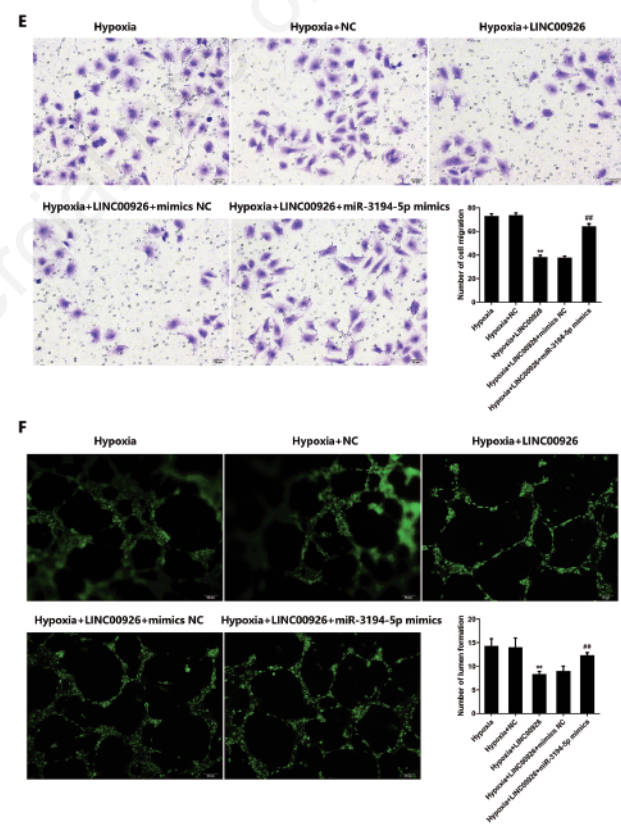 E
Hypoxia Hypoxia+NC Hypoxia+LINC00926
Hypoxia+LINC00926+mimics NC Hypoxia+LINC00926+miR-3194-5p mimics
Number of cell migration
80
60
40
20
0
**
##
Hypoxia
Hypoxia+NC
Hypoxia+LINC00926
Hypoxia+LINC00926+mimics NC
Hypoxia+LINC00926+miR-3194-5p mimics
F
Hypoxia Hypoxia+NC Hypoxia+LINC00926
Hypoxia+LINC00926+mimics NC Hypoxia+LINC00926+miR-3194-5p mimics
Number of lumen formation
20
15
10
5
0
**
##
Hypoxia
Hypoxia+NC
Hypoxia+LINC00926
Hypoxia+LINC00926+mimics NC
Hypoxia+LINC00926+miR-3194-5p mimics